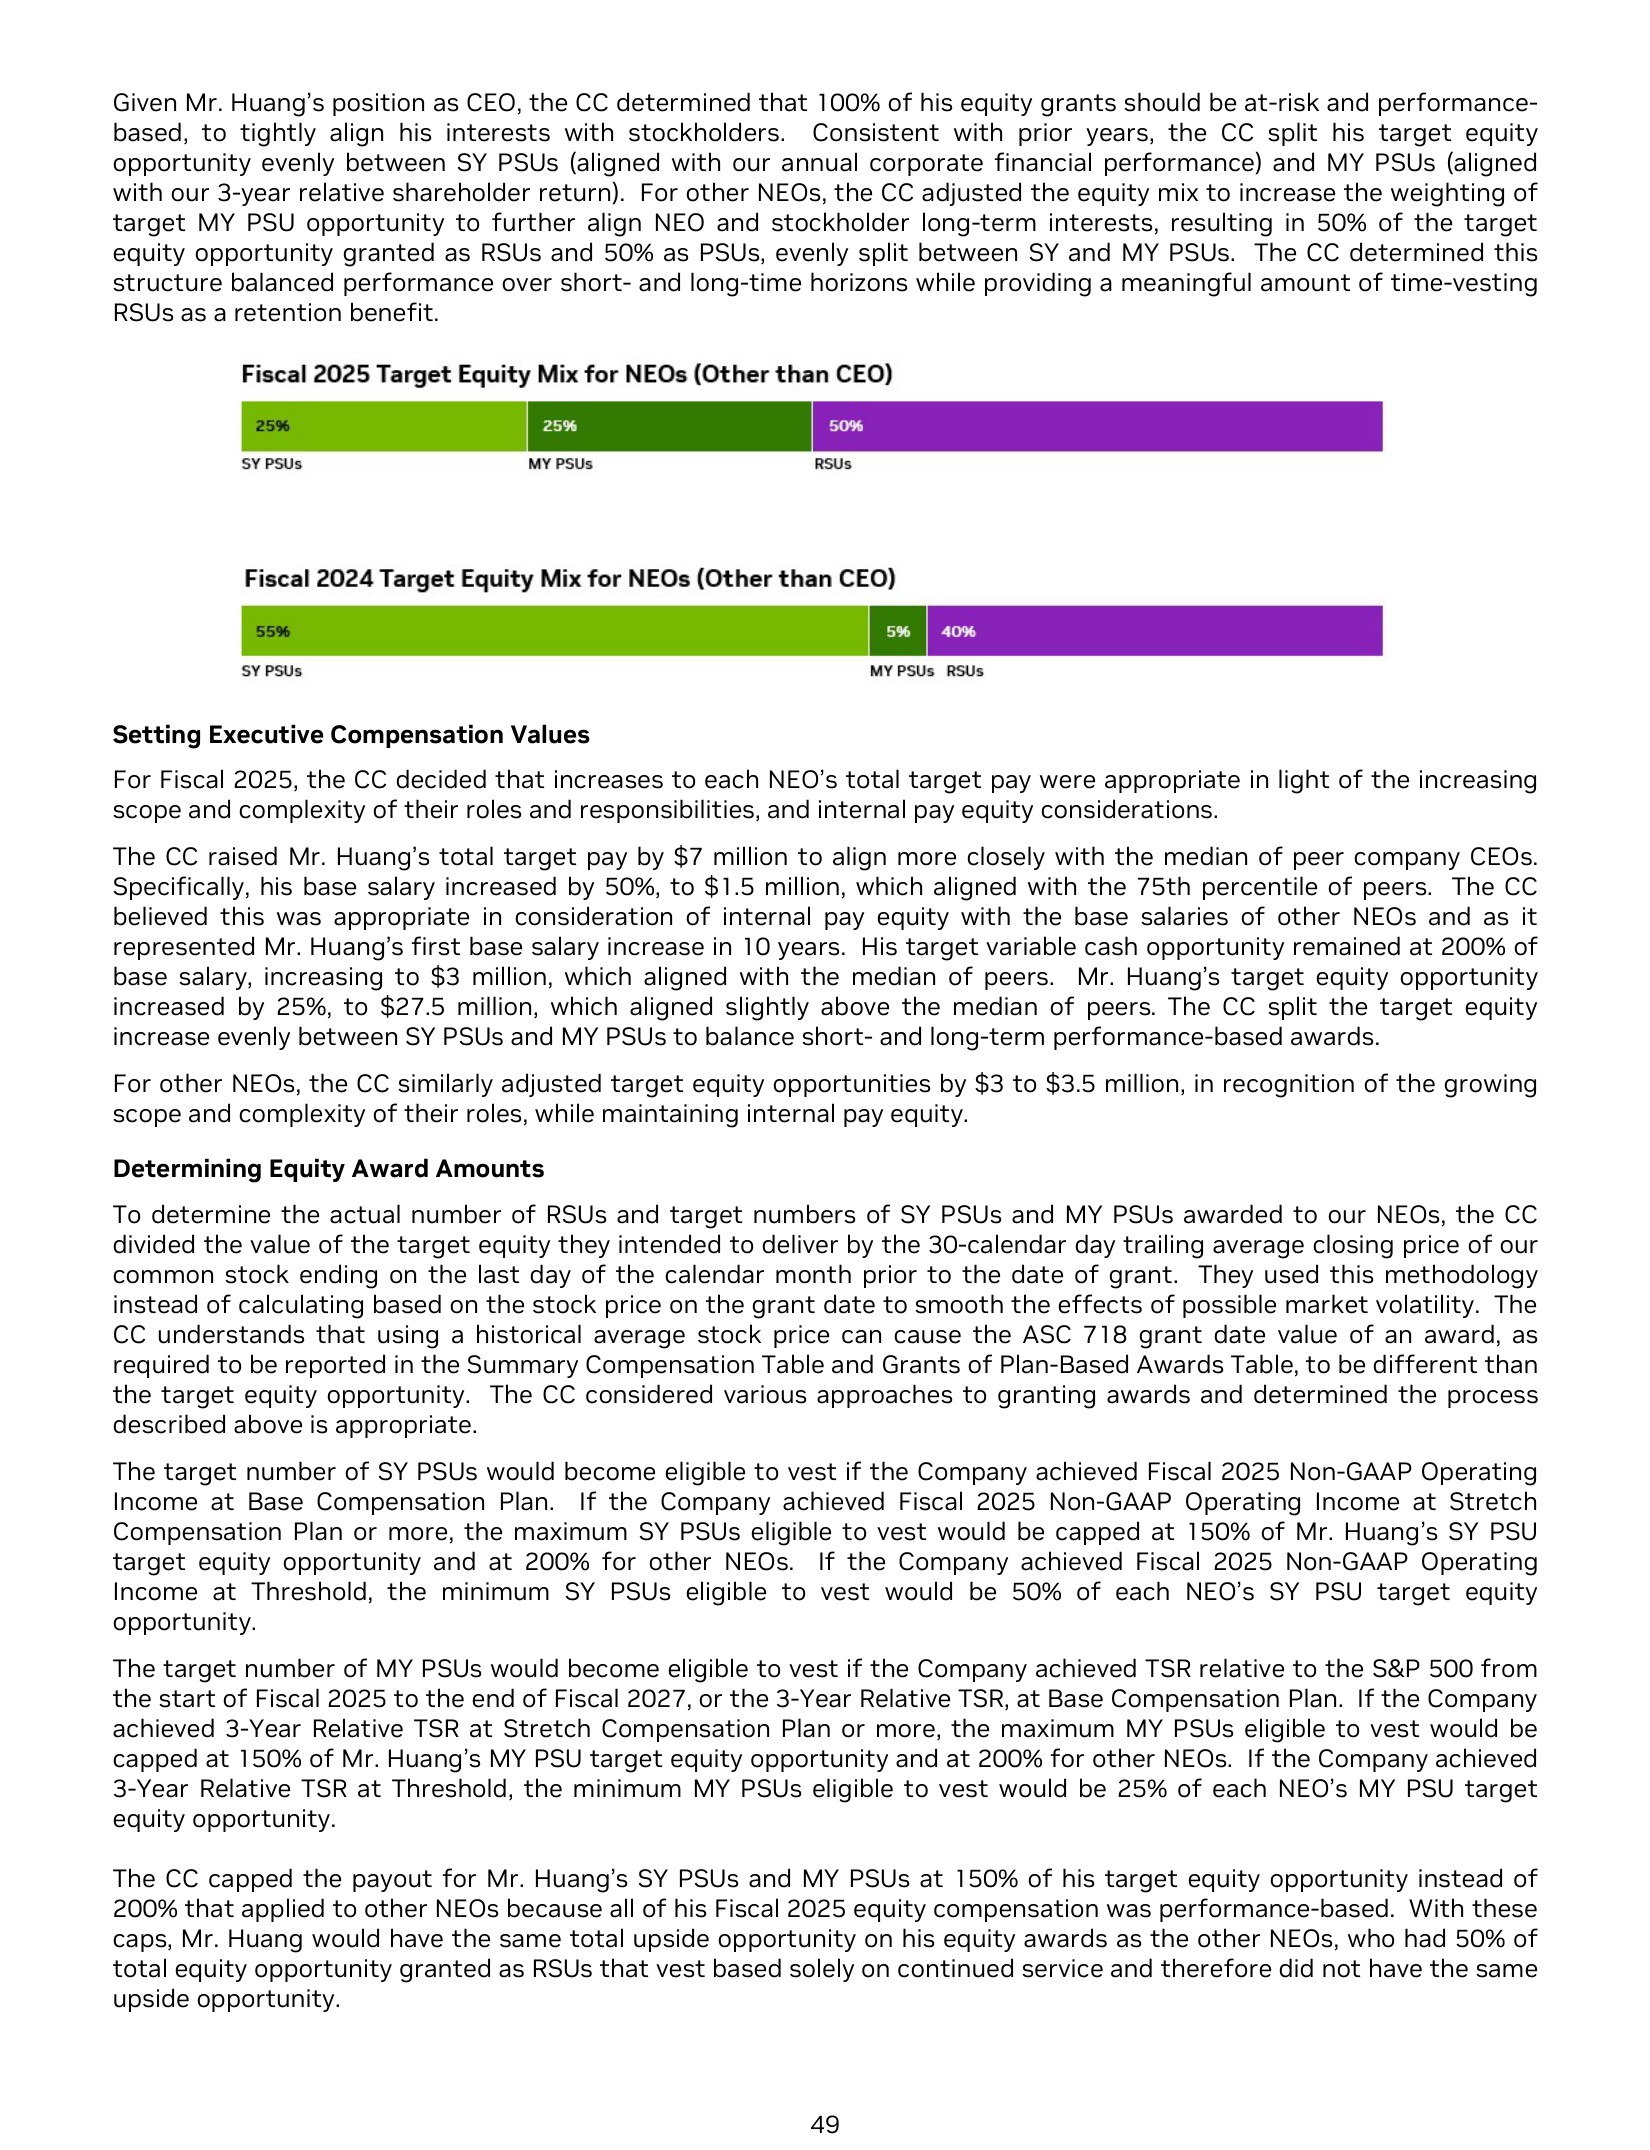 Given Mr. Huang’s position as CEO, the CC determined that 100% of his equity grants should be at-risk and performance-
based, to tightly align his interests with stockholders. Consistent with prior years, the CC split his target equity
opportunity evenly between SY PSUs (aligned with our annual corporate financial performance) and MY PSUs (aligned
with our 3-year relative shareholder return). For other NEOs, the CC adjusted the equity mix to increase the weighting of
target MY PSU opportunity to further align NEO and stockholder long-term interests, resulting in 50% of the target
equity opportunity granted as RSUs and 50% as PSUs, evenly split between SY and MY PSUs. The CC determined this
structure balanced performance over short- and long-time horizons while providing a meaningful amount of time-vesting
RSUs as a retention benefit.
Fiscal 2025 Target Equity Mix for NEOs (Other than CEO)
25% 25% 50%
SY PSUs MY PSUs RSUs
Fiscal 2024 Target Equity Mix for NEOs (Other than CEO)
55% 5% 40%
SY PSUs MY PSUs RSUs
Setting Executive Compensation Values
For Fiscal 2025, the CC decided that increases to each NEO’s total target pay were appropriate in light of the increasing
scope and complexity of their roles and responsibilities, and internal pay equity considerations.
The CC raised Mr. Huang’s total target pay by $7 million to align more closely with the median of peer company CEOs.
Specifically, his base salary increased by 50%, to $1.5 million, which aligned with the 75th percentile of peers. The CC
believed this was appropriate in consideration of internal pay equity with the base salaries of other NEOs and as it
represented Mr. Huang’s first base salary increase in 10 years. His target variable cash opportunity remained at 200% of
base salary, increasing to $3 million, which aligned with the median of peers. Mr. Huang’s target equity opportunity
increased by 25%, to $27.5 million, which aligned slightly above the median of peers. The CC split the target equity
increase evenly between SY PSUs and MY PSUs to balance short- and long-term performance-based awards.
For other NEOs, the CC similarly adjusted target equity opportunities by $3 to $3.5 million, in recognition of the growing
scope and complexity of their roles, while maintaining internal pay equity.
Determining Equity Award Amounts
To determine the actual number of RSUs and target numbers of SY PSUs and MY PSUs awarded to our NEOs, the CC
divided the value of the target equity they intended to deliver by the 30-calendar day trailing average closing price of our
common stock ending on the last day of the calendar month prior to the date of grant. They used this methodology
instead of calculating based on the stock price on the grant date to smooth the effects of possible market volatility. The
CC understands that using a historical average stock price can cause the ASC 718 grant date value of an award, as
required to be reported in the Summary Compensation Table and Grants of Plan-Based Awards Table, to be different than
the target equity opportunity. The CC considered various approaches to granting awards and determined the process
described above is appropriate.
The target number of SY PSUs would become eligible to vest if the Company achieved Fiscal 2025 Non-GAAP Operating
Income at Base Compensation Plan. If the Company achieved Fiscal 2025 Non-GAAP Operating Income at Stretch
Compensation Plan or more, the maximum SY PSUs eligible to vest would be capped at 150% of Mr. Huang’s SY PSU
target equity opportunity and at 200% for other NEOs. If the Company achieved Fiscal 2025 Non-GAAP Operating
Income at Threshold, the minimum SY PSUs eligible to vest would be 50% of each NEO’s SY PSU target equity
opportunity.
The target number of MY PSUs would become eligible to vest if the Company achieved TSR relative to the S&P 500 from
the start of Fiscal 2025 to the end of Fiscal 2027, or the 3-Year Relative TSR, at Base Compensation Plan. If the Company
achieved 3-Year Relative TSR at Stretch Compensation Plan or more, the maximum MY PSUs eligible to vest would be
capped at 150% of Mr. Huang’s MY PSU target equity opportunity and at 200% for other NEOs. If the Company achieved
3-Year Relative TSR at Threshold, the minimum MY PSUs eligible to vest would be 25% of each NEO’s MY PSU target
equity opportunity.
The CC capped the payout for Mr. Huang’s SY PSUs and MY PSUs at 150% of his target equity opportunity instead of
200% that applied to other NEOs because all of his Fiscal 2025 equity compensation was performance-based. With these
caps, Mr. Huang would have the same total upside opportunity on his equity awards as the other NEOs, who had 50% of
total equity opportunity granted as RSUs that vest based solely on continued service and therefore did not have the same
upside opportunity.
49